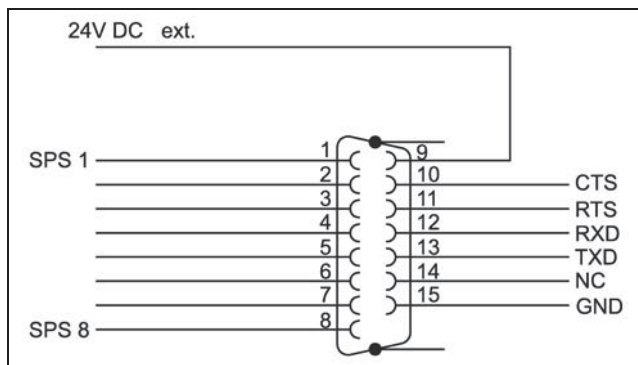 24V DC ext.
SPS 1
1
2
3
4
5
6
7
8
SPS 8
9
10 CTS
11 RTS
12 RXD
13 TXD
14 NC
15 GND